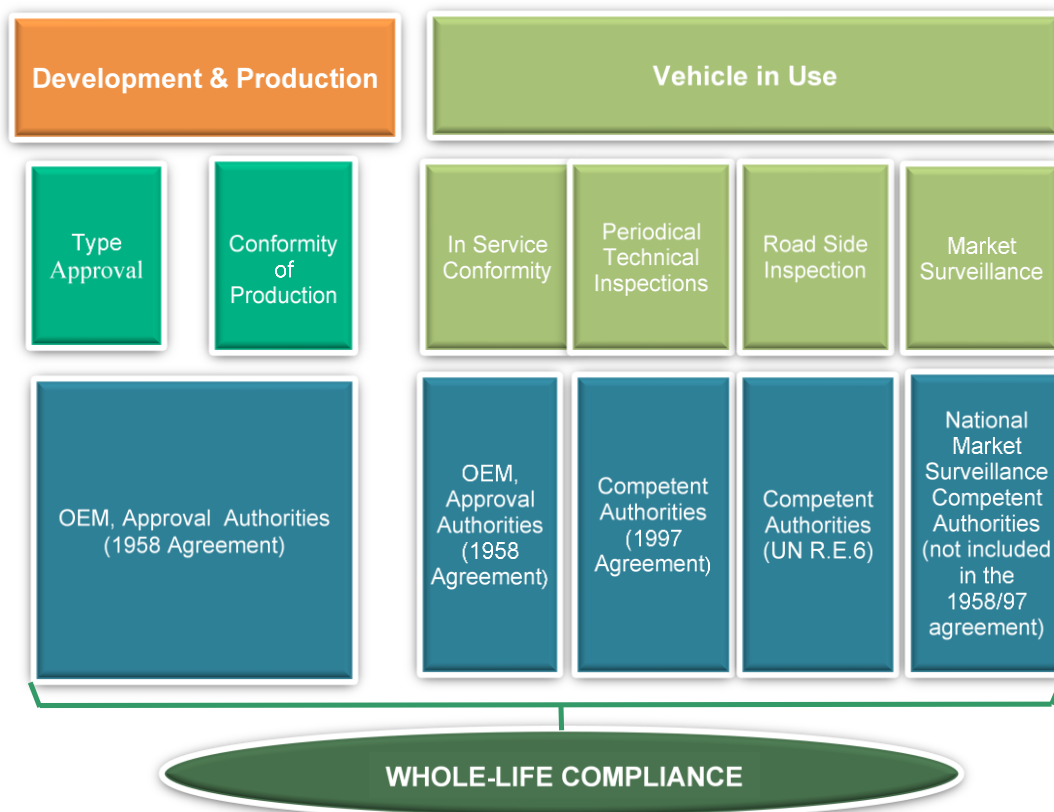 Development & Production
Vehicle in Use
Type
Approval
Conformity
of
Production
In Service
Conformity
Periodical
Technical
Inspections
Road Side
Inspection
Market
Surveillance
OEM, Approval Authorities
(1958 Agreement)
OEM,
Approval
Authorities
(1958
Agreement)
Competent
Authorities
(1997
Agreement)
Competent
Authorities
(UN R.E.6)
National
Market
Surveillance
Competent
Authorities
(not included
in the
1958/97
agreement)
WHOLE-LIFE COMPLIANCE